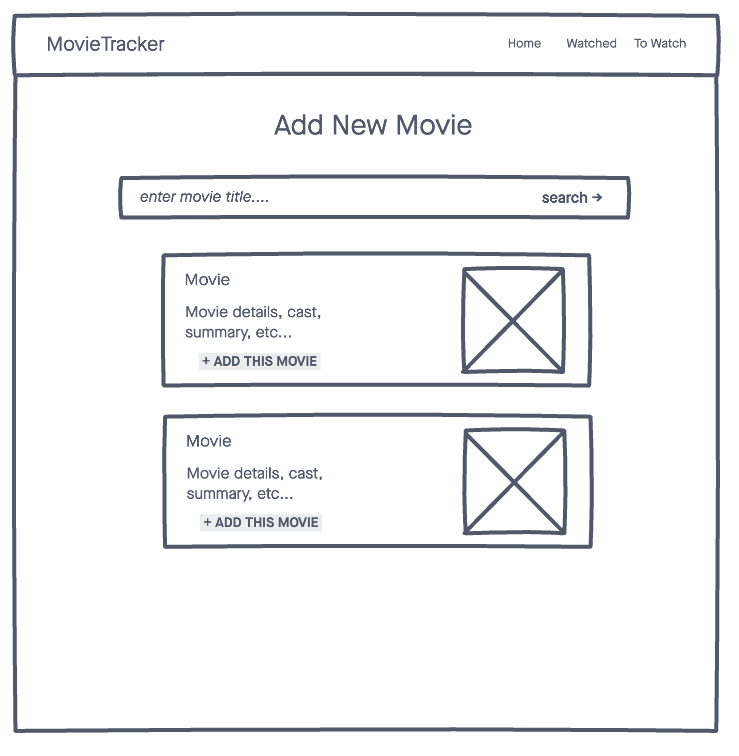 MovieTracker Home Watched To Watch
Add New Movie
enter movie title.... search →
Movie
Movie details, cast,
summary, etc...
+ ADD THIS MOVIE
Movie
Movie details, cast,
summary, etc...
+ ADD THIS MOVIE